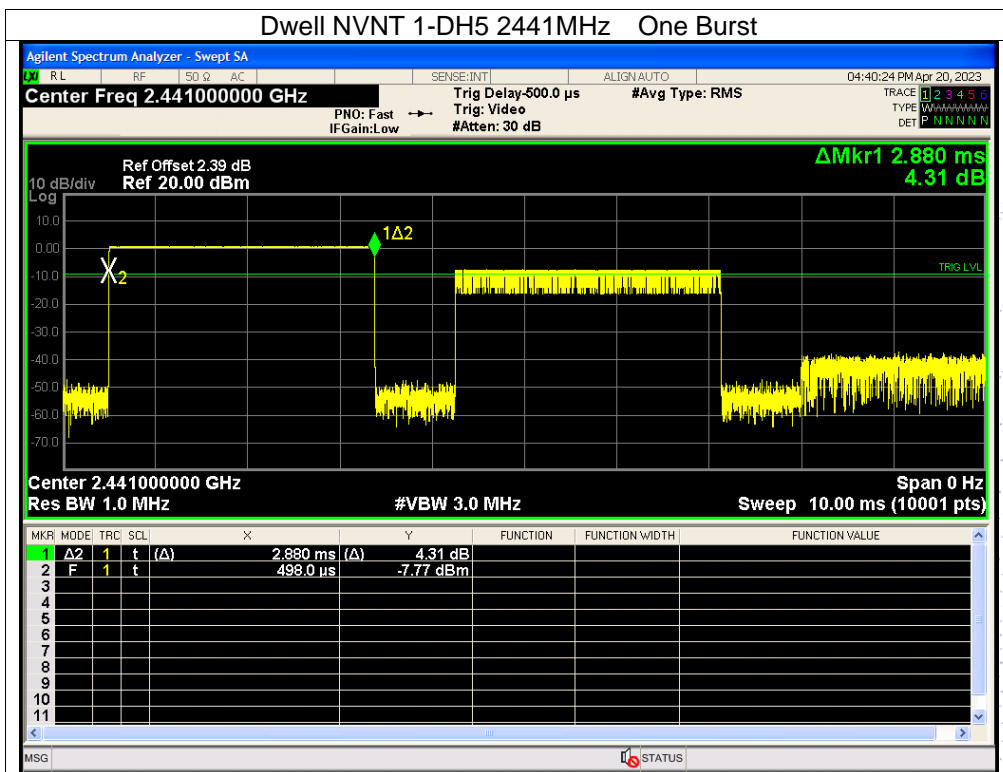 Dwell NVNT 1-DH5 2441MHz One Burst
Agilent Spectrum Analyzer - Swept SA
LXI RL RF 50 Ω AC SENSE:INT ALIGN AUTO 04:40:24 PM Apr 20, 2023
Center Freq 2.441000000 GHz
PNO: Fast
IFGain:Low
Trig Delay-500.0 µs
Trig: Video
#Atten: 30 dB
#Avg Type: RMS
TRACE 1 2 3 4 5 6
TYPE WWWWWWW
DET P N N N N N
ΔMkr1 2.880 ms
4.31 dB
Ref Offset 2.39 dB
10 dB/div Ref 20.00 dBm
Log
10.0
0.00
-10.0
-20.0
-30.0
-40.0
-50.0
-60.0
-70.0
1Δ2
2
TRIG LVL
Center 2.441000000 GHz Span 0 Hz
Res BW 1.0 MHz #VBW 3.0 MHz Sweep 10.00 ms (10001 pts)
MKR MODE TRC SCL X Y FUNCTION FUNCTION WIDTH FUNCTION VALUE
1 Δ2 1 t (Δ) 2.880 ms (Δ) 4.31 dB
2 F 1 t 498.0 µs -7.77 dBm
3
4
5
6
7
8
9
10
11
MSG STATUS